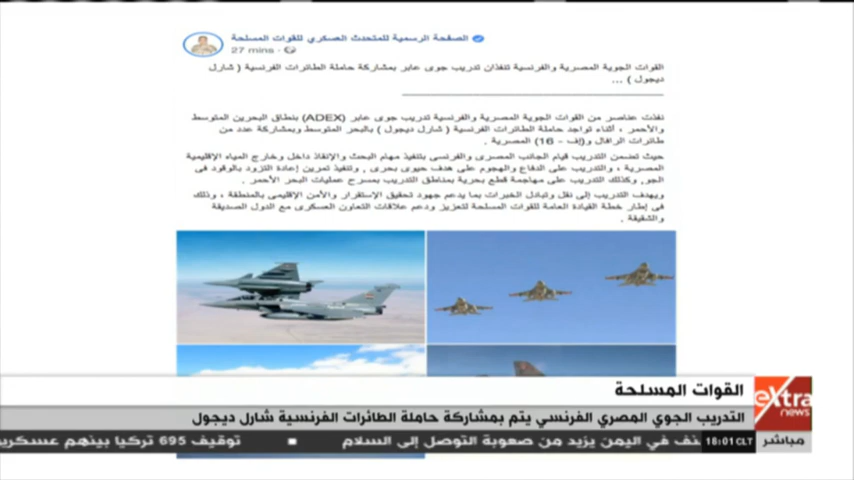 الصفحة الرسمية للمتحدث العسكري للقوات المسلحة
27 mins ·
القوات الجوية المصرية والفرنسية تنفذان تدريب جوى عابر بمشاركة حاملة الطائرات الفرنسية ( شارل
ديجول ) ...
نفذت عناصر من القوات الجوية المصرية والفرنسية تدريب جوى عابر (ADEX) بنطاق البحرين المتوسط
والأحمر ، أثناء تواجد حاملة الطائرات الفرنسية ( شارل ديجول ) بالبحر المتوسط وبمشاركة عدد من
طائرات الرافال و(إف - 16) المصرية .
حيث تضمن التدريب قيام الجانب المصرى والفرنسى بتنفيذ مهام البحث والإنقاذ داخل وخارج المياه الإقليمية
المصرية ، والتدريب على الدفاع والهجوم على هدف حيوى بحرى ، وتنفيذ تمرين إعادة التزود بالوقود فى
الجو وكذلك التدريب على مهاجمة قطع بحرية بمناطق التدريب بمسرح عمليات البحر الأحمر .
ويهدف التدريب إلى نقل وتبادل الخبرات بما يدعم جهود تحقيق الإستقرار والأمن الإقليمى بالمنطقة ، وذلك
فى إطار خطة القيادة العامة للقوات المسلحة لتعزيز ودعم علاقات التعاون العسكرى مع الدول الصديقة
والشقيقة .
القوات المسلحة
eXtra
news
التدريب الجوي المصري الفرنسي يتم بمشاركة حاملة الطائرات الفرنسية شارل ديجول
مباشر
18:01 CLT
نف في اليمن يزيد من صعوبة التوصل إلى السلام ■ توقيف 695 تركيا بينهم عسكريـ